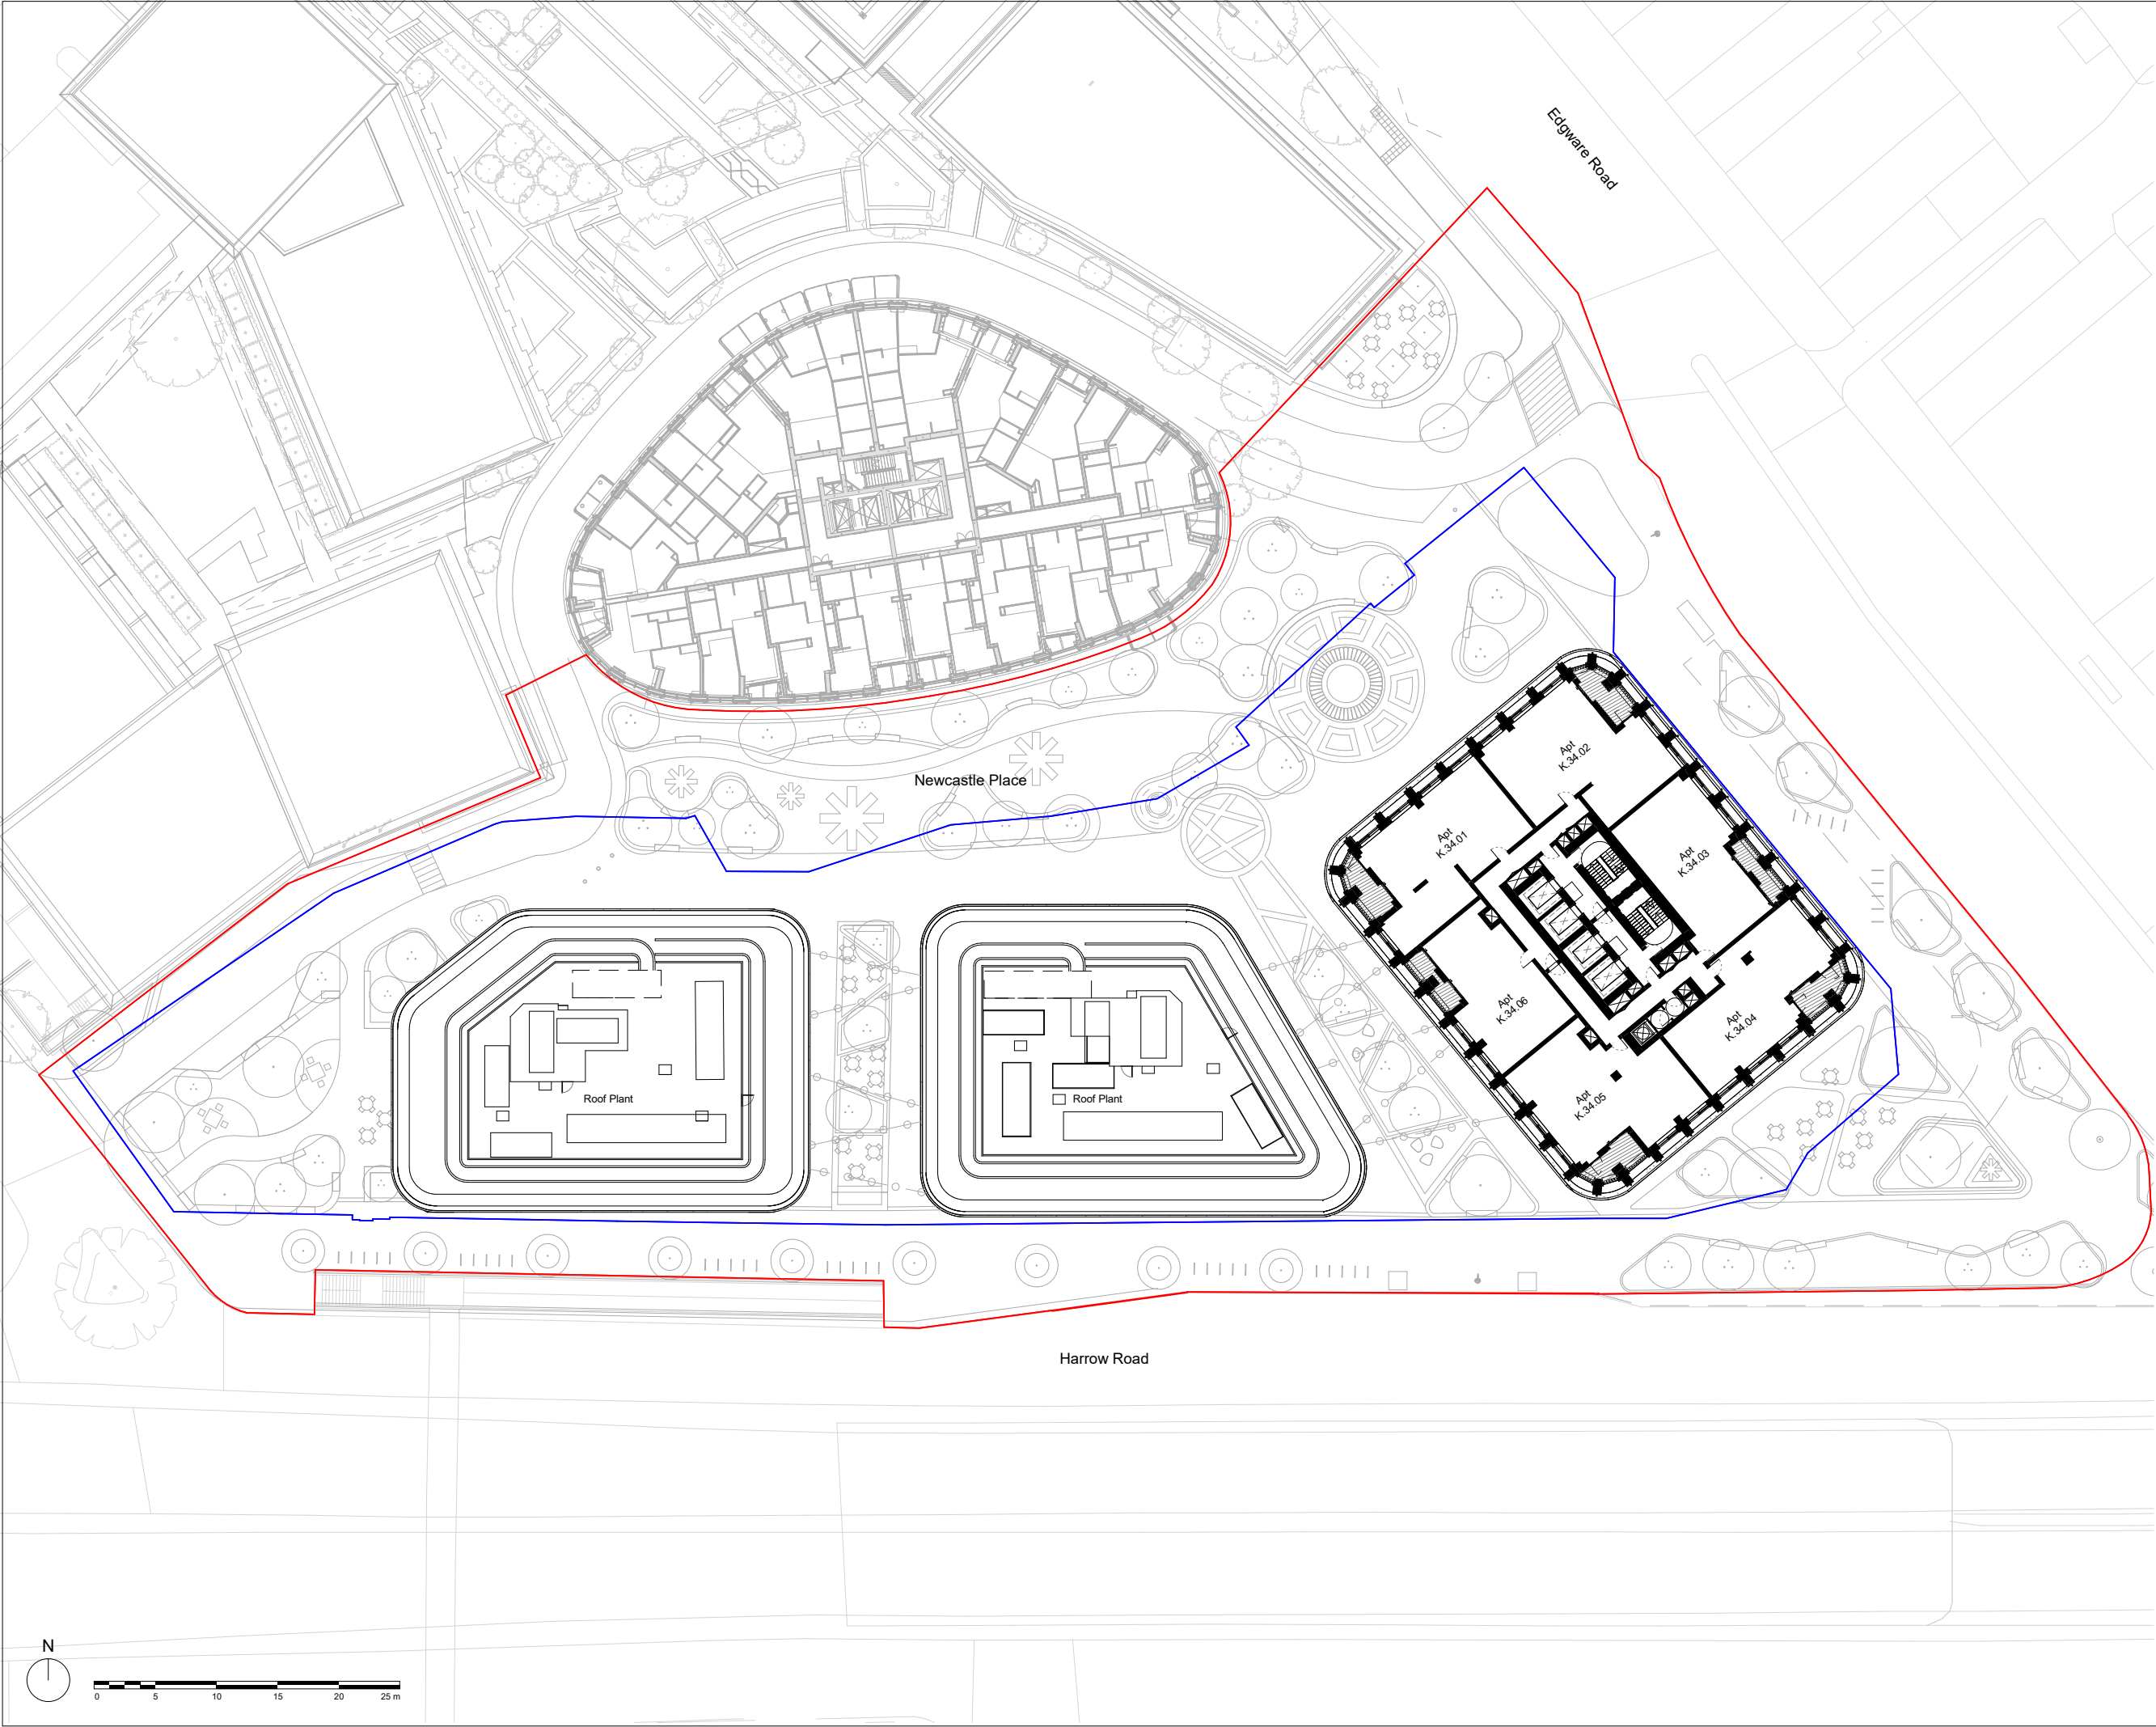 Edgware Road
Newcastle Place
Apt
K.34.02
Apt
K.34.01
Apt
K.34.03
Apt
K.34.06
Apt
K.34.04
Apt
K.34.05
Roof Plant
Roof Plant
Harrow Road
N
0 5 10 15 20 25 m